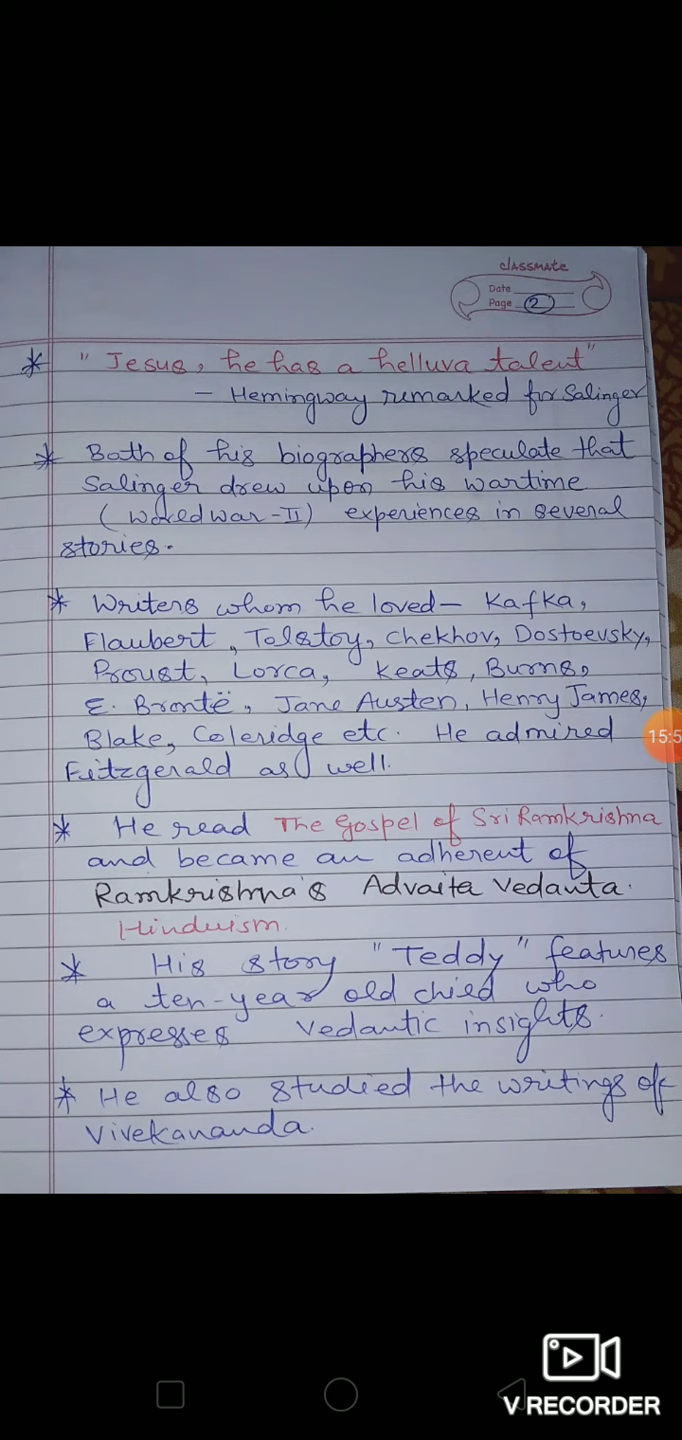 classmate
Date
Page 2
* "Jesus, he has a helluva talent"
— Hemingway remarked for Salinger
* Both of his biographers speculate that
Salinger drew upon his wartime
(World War-II) experiences in several
stories.
* Writers whom he loved— Kafka,
Flaubert, Tolstoy, Chekhov, Dostoevsky,
Proust, Lorca, Keats, Burns,
E. Brontë, Jane Austen, Henry James,
Blake, Coleridge etc. He admired
15:5
Fitzgerald as well.
* He read The Gospel of Sri Ramkrishna
and became an adherent of
Ramkrishna's Advaita Vedanta.
Hinduism.
* His story "Teddy" features
a ten-year old child who
expresses Vedantic insights.
* He also studied the writings of
Vivekananda.
V RECORDER